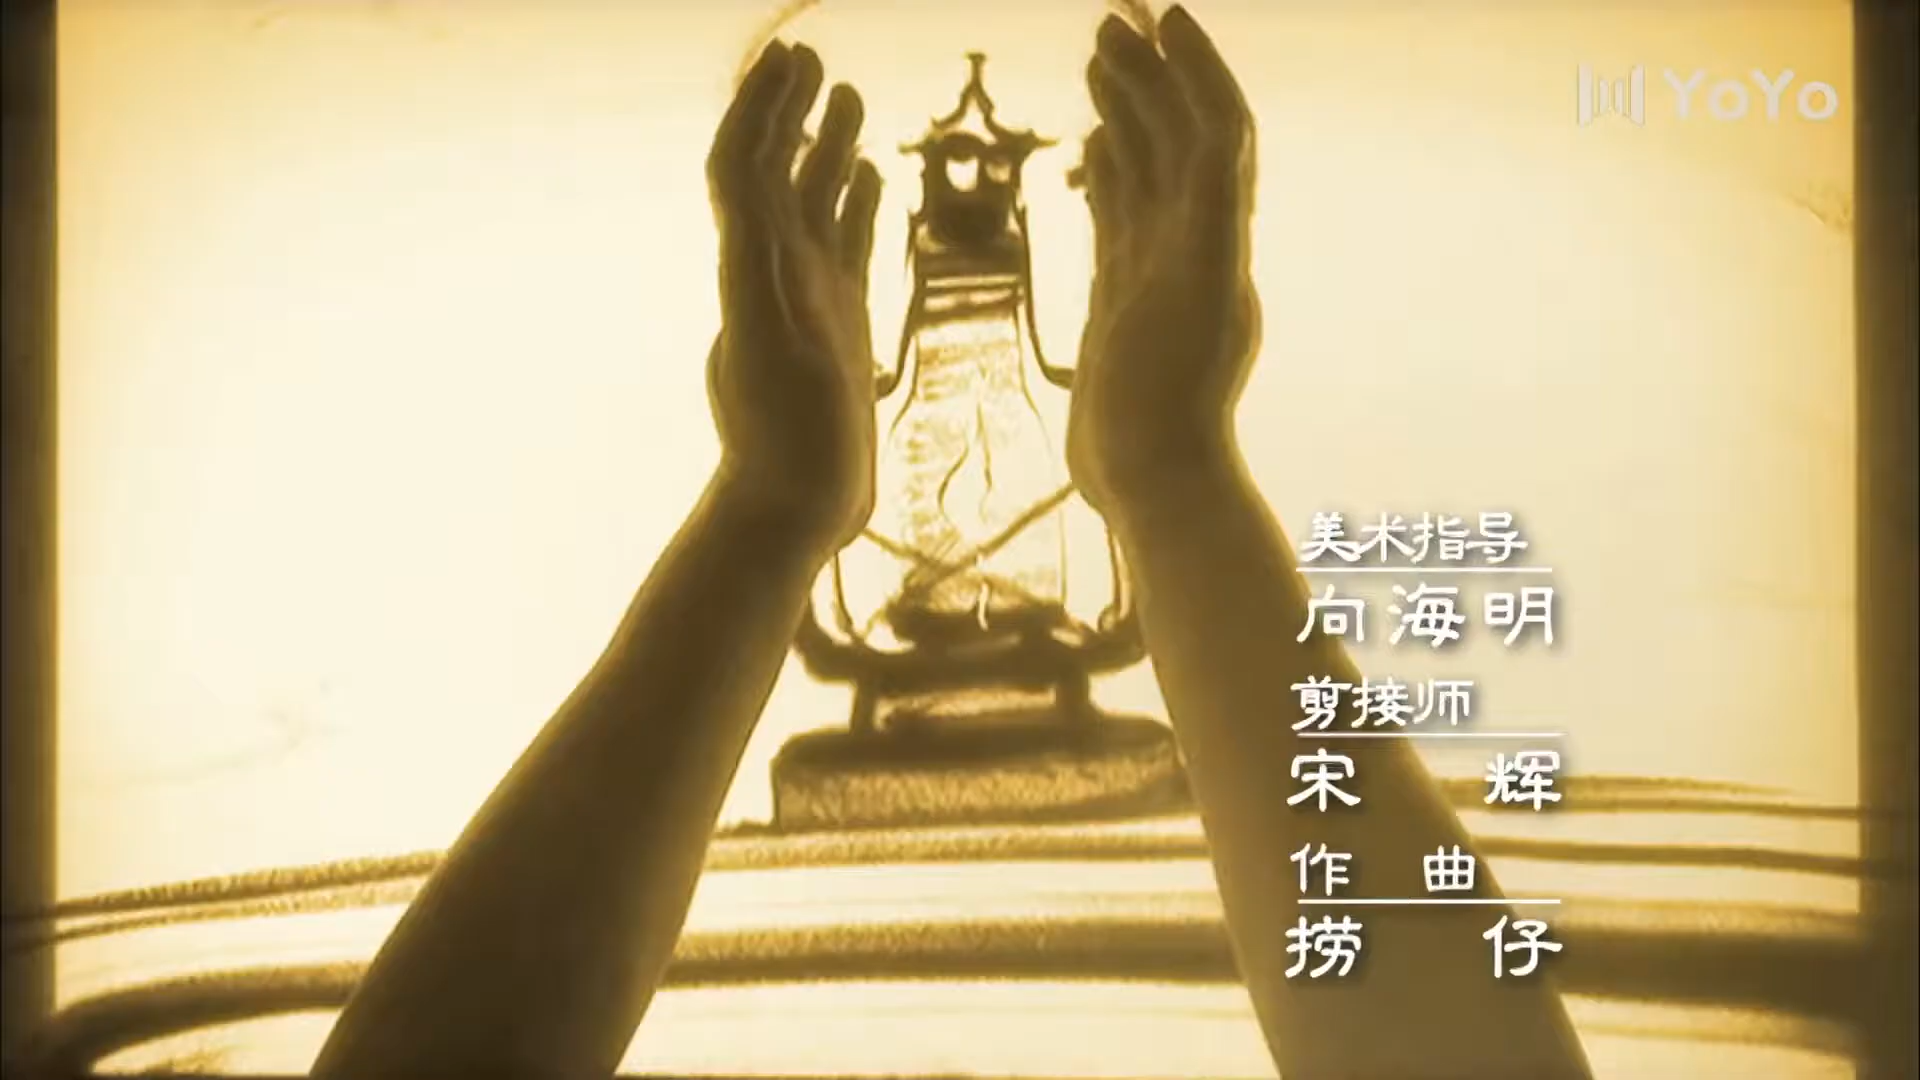 YoYo
美术指导
向海明
剪接师
宋 辉
作 曲
捞 仔